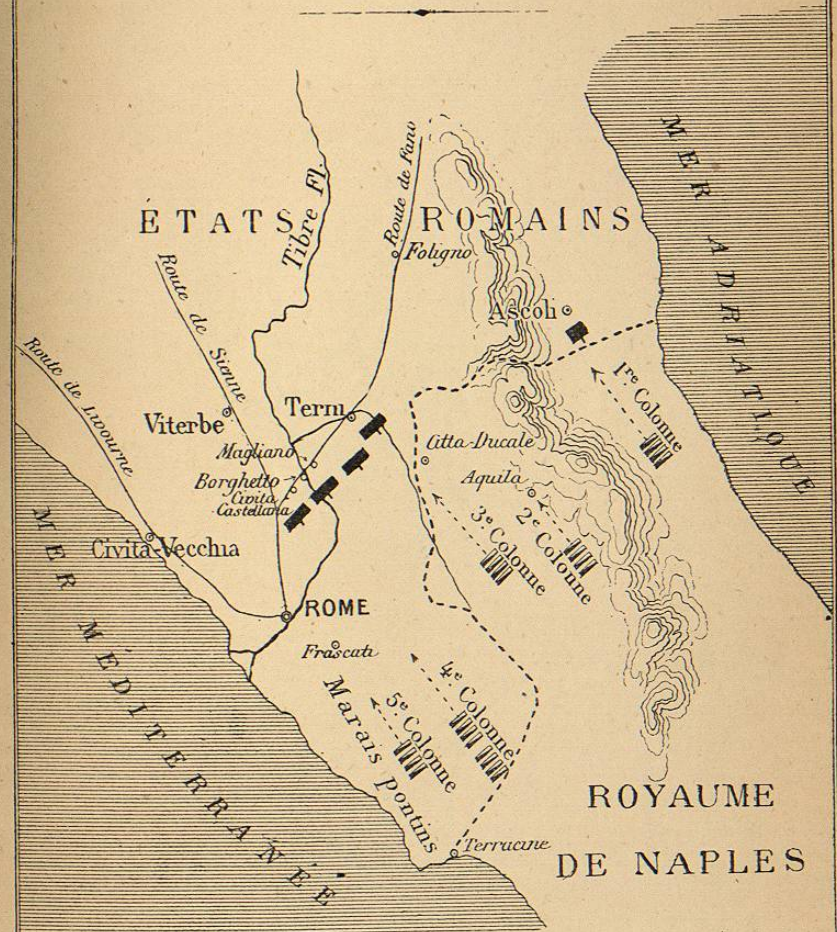 MER ADRIATIQUE
ÉTATS ROMAINS
Tibre Fl.
Route de Fano
Foligno
Route de Sienne
Ascoli
Route de Livourne
1re Colonne
Viterbe
Terni
Magliano
Citta-Ducale
Borghetto
Aquila
Civita
Castellana
3e Colonne
2e Colonne
Civita-Vecchia
MER MÉDITERRANÉE
ROME
Frascati
Marais pontins
4e Colonne
5e Colonne
ROYAUME
DE NAPLES
Terracine